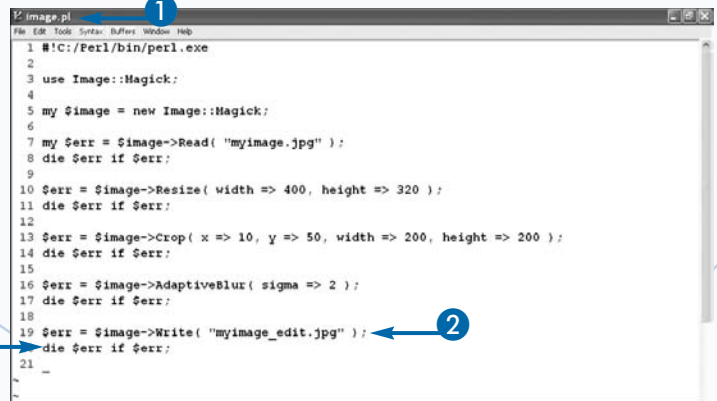 1
image.pl
File Edit Tools Syntax Buffers Window Help
1 #!C:/Perl/bin/perl.exe
2
3 use Image::Magick;
4
5 my $image = new Image::Magick;
6
7 my $err = $image->Read( "myimage.jpg" );
8 die $err if $err;
9
10 $err = $image->Resize( width => 400, height => 320 );
11 die $err if $err;
12
13 $err = $image->Crop( x => 10, y => 50, width => 200, height => 200 );
14 die $err if $err;
15
16 $err = $image->AdaptiveBlur( sigma => 2 );
17 die $err if $err;
18
19 $err = $image->Write( "myimage_edit.jpg" ); 2
die $err if $err;
21 _
~
~